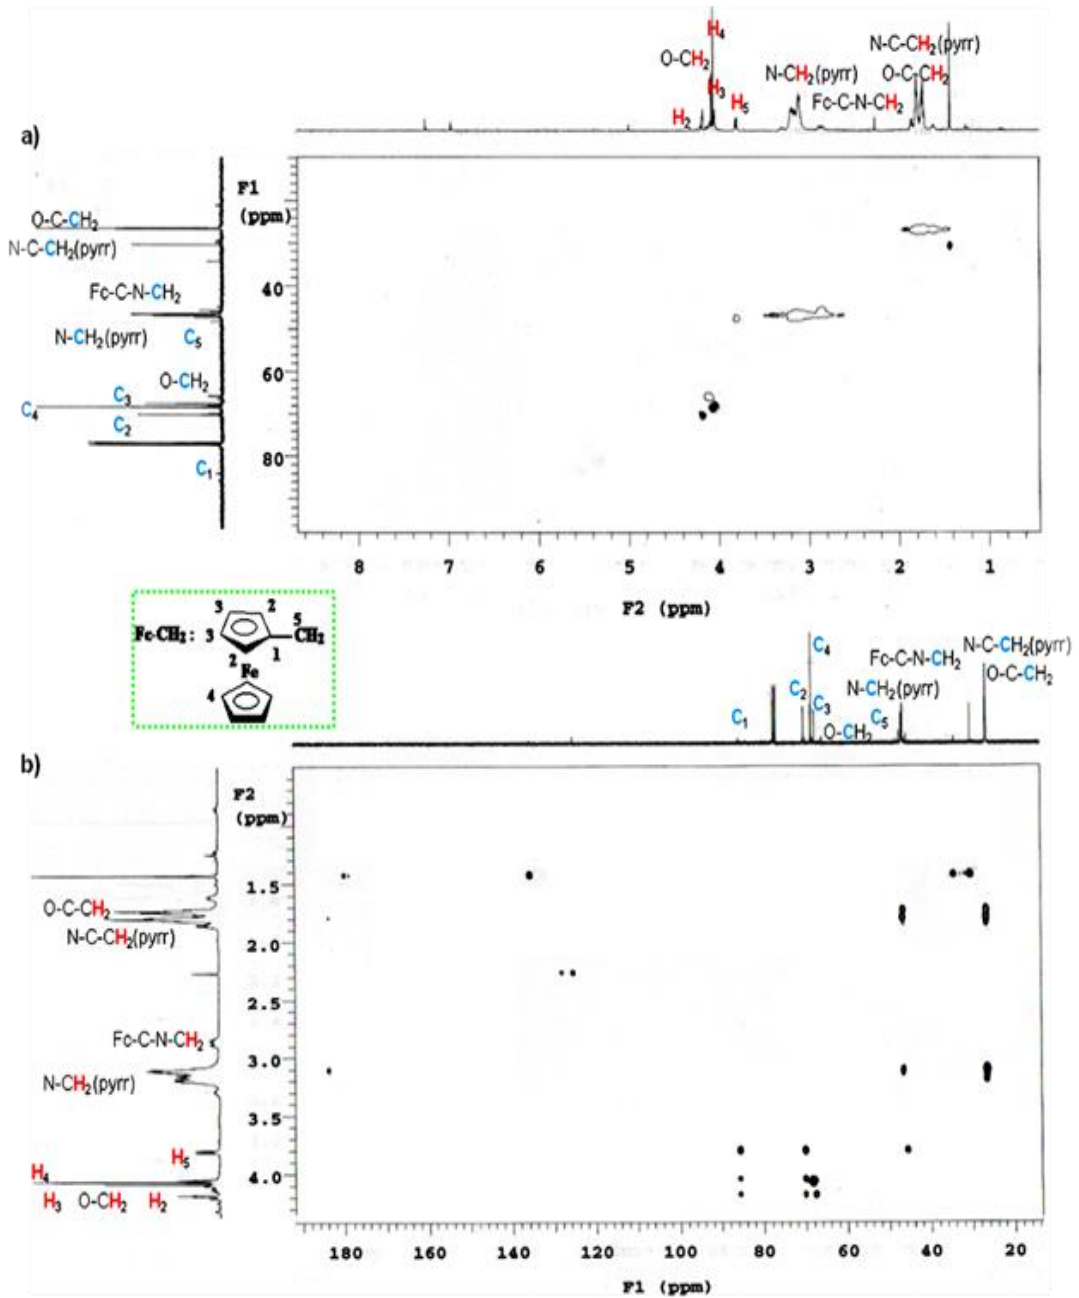 H4
N-C-CH2(pyrr)
O-CH2
N-CH2(pyrr)
O-C-CH2
H3
Fc-C-N-CH2
H2
H5
a)
F1
(ppm)
O-C-CH2
N-C-CH2(pyrr)
40
Fc-C-N-CH2
N-CH2(pyrr)
C5
60
O-CH2
C3
C4
C2
80
C1
8 7 6 5 4 3 2 1
F2 (ppm)
3 2 5
Fc-CH2: 3 CH2
2 1
Fe
4
C4
N-C-CH2(pyrr)
Fc-C-N-CH2
O-C-CH2
C2
N-CH2(pyrr)
C3
C1
C5
O-CH2
b)
F2
(ppm)
1.5
O-C-CH2
N-C-CH2(pyrr)
2.0
2.5
Fc-C-N-CH2
3.0
N-CH2(pyrr)
3.5
H5
H4
4.0
H3 O-CH2 H2
180 160 140 120 100 80 60 40 20
F1 (ppm)